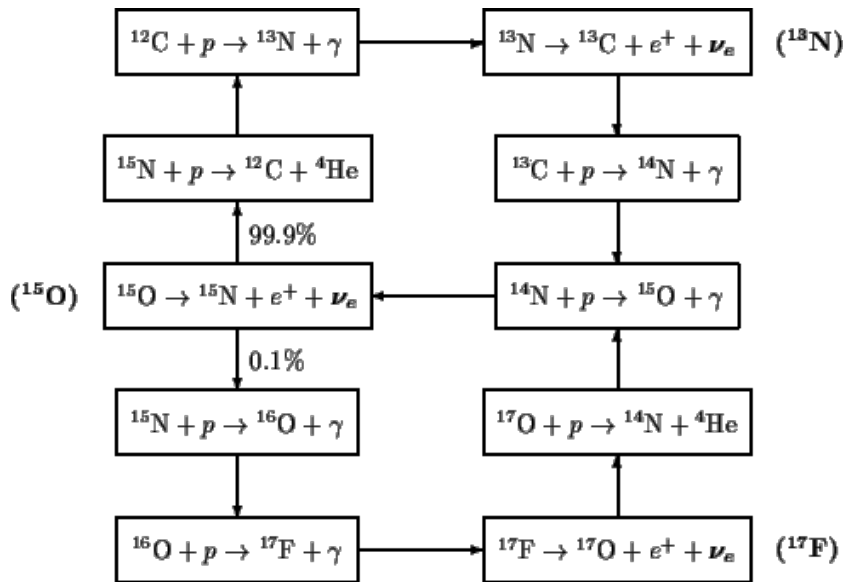 ¹²C + p → ¹³N + γ
¹³N → ¹³C + e⁺ + νₑ
(¹³N)
¹⁵N + p → ¹²C + ⁴He
¹³C + p → ¹⁴N + γ
99.9%
(¹⁵O)
¹⁵O → ¹⁵N + e⁺ + νₑ
¹⁴N + p → ¹⁵O + γ
0.1%
¹⁵N + p → ¹⁶O + γ
¹⁷O + p → ¹⁴N + ⁴He
¹⁶O + p → ¹⁷F + γ
¹⁷F → ¹⁷O + e⁺ + νₑ
(¹⁷F)